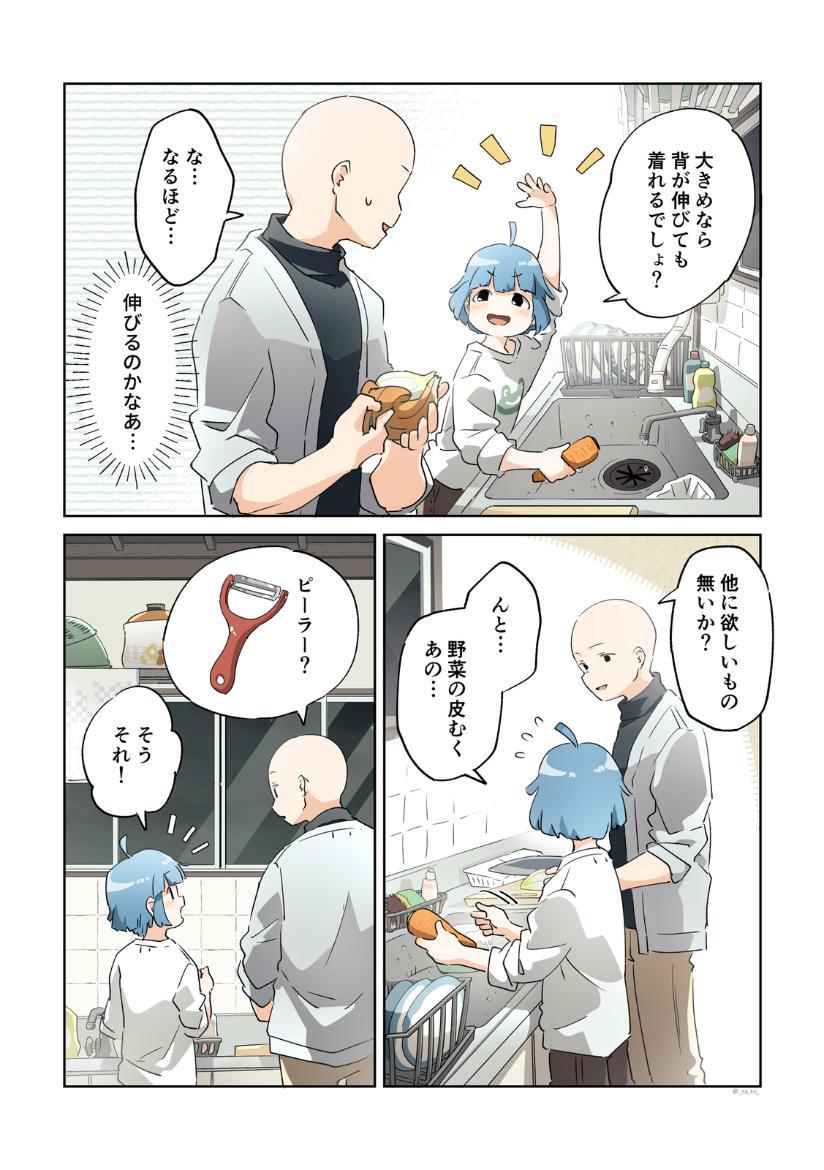 大きめなら
背が伸びても
着れるでしょ？
な…
なるほど…
伸びるのかなあ…
他に欲しいもの
無いか？
んと…
野菜の皮むく
あの…
ピーラー？
そう
それ！
@_na_ko_